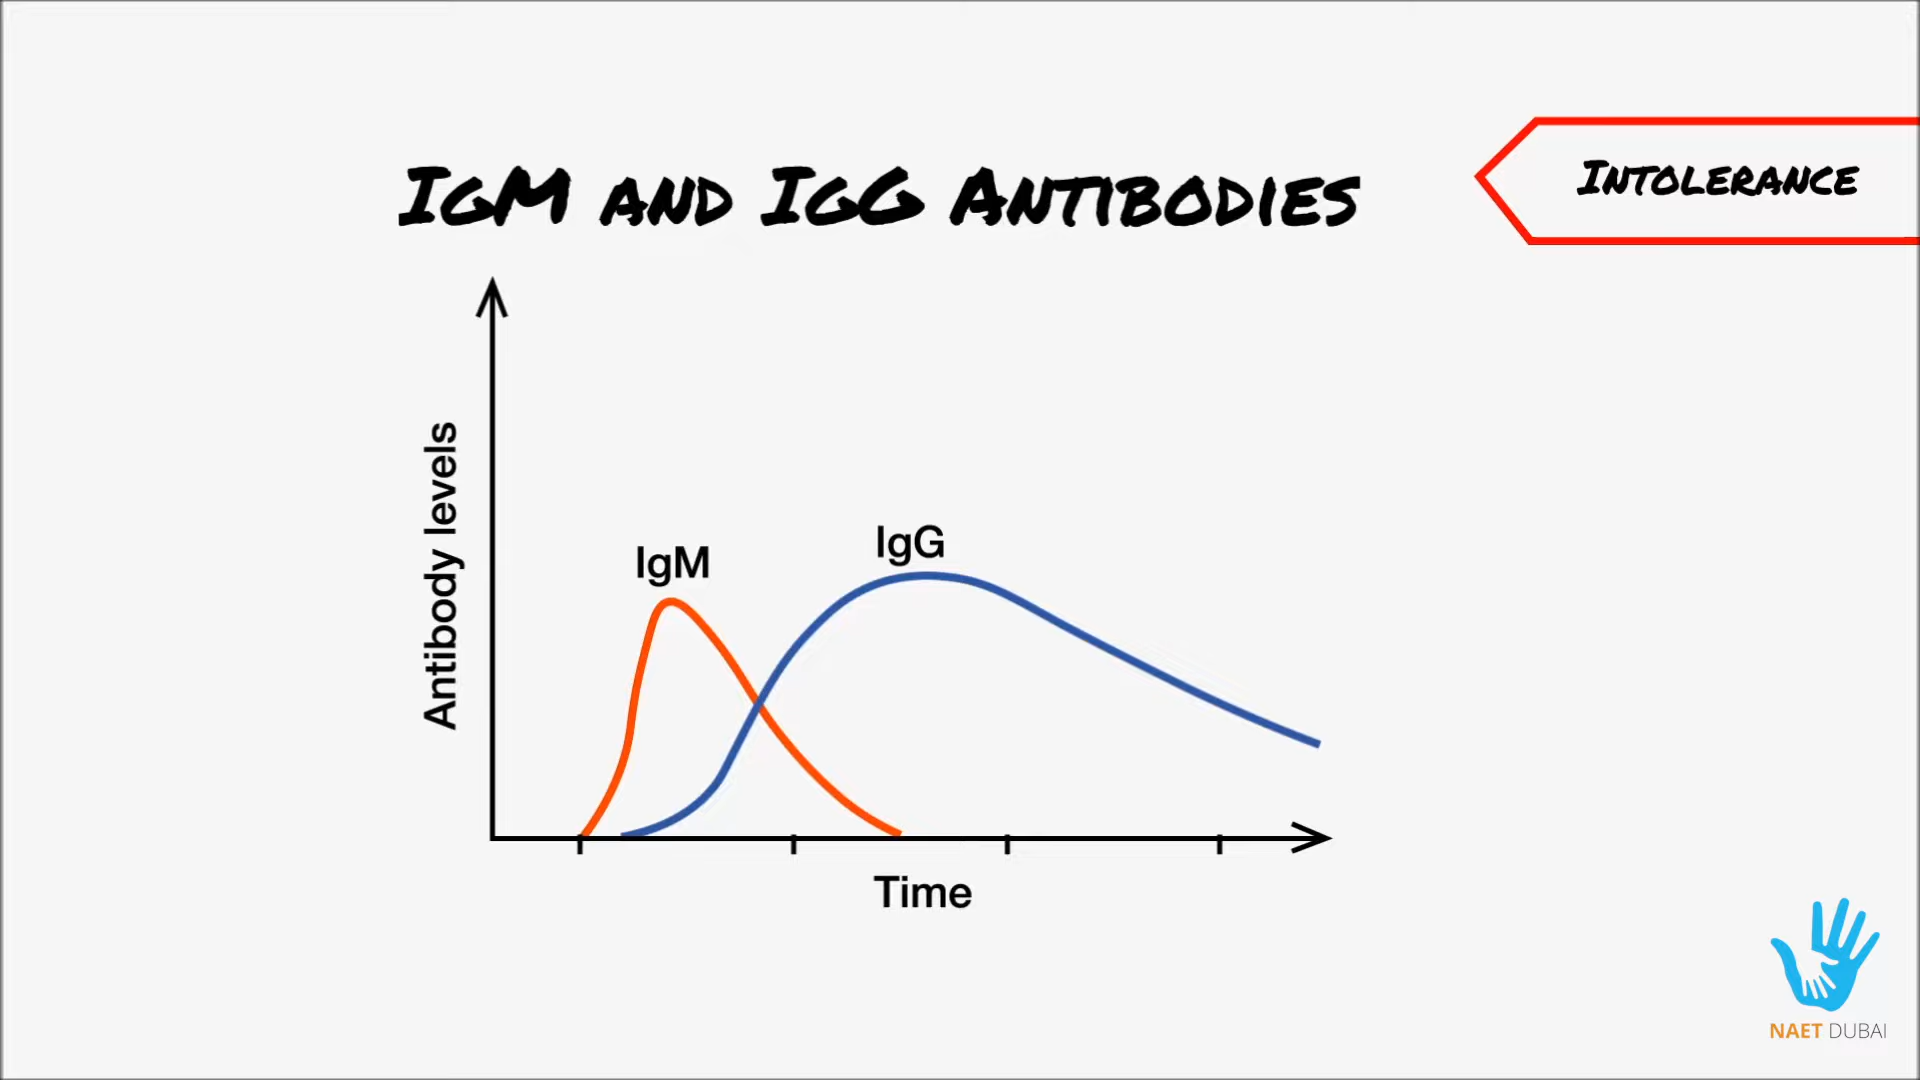 IgM and IgG Antibodies
Intolerance
Antibody levels
IgM
IgG
Time
NAET DUBAI